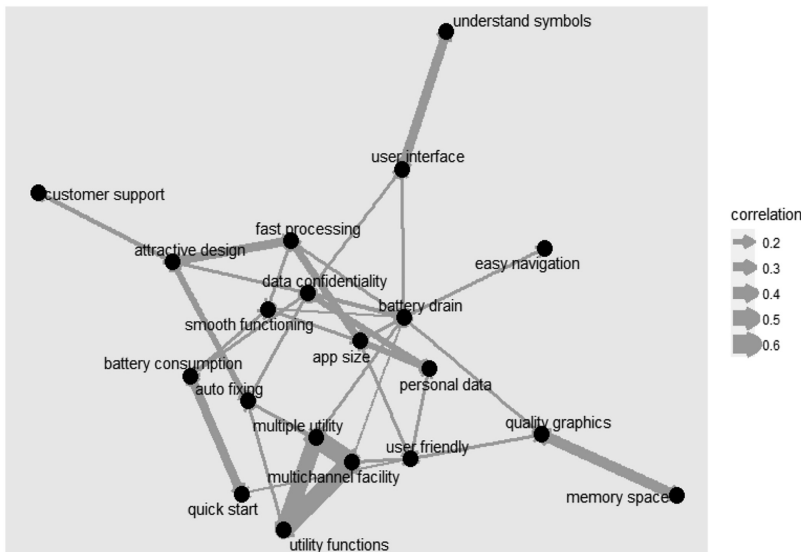 understand symbols
user interface
customer support
fast processing
attractive design
easy navigation
data confidentiality
battery drain
smooth functioning
app size
battery consumption
personal data
auto fixing
multiple utility
quality graphics
user friendly
multichannel facility
memory space
quick start
utility functions
correlation
0.2
0.3
0.4
0.5
0.6